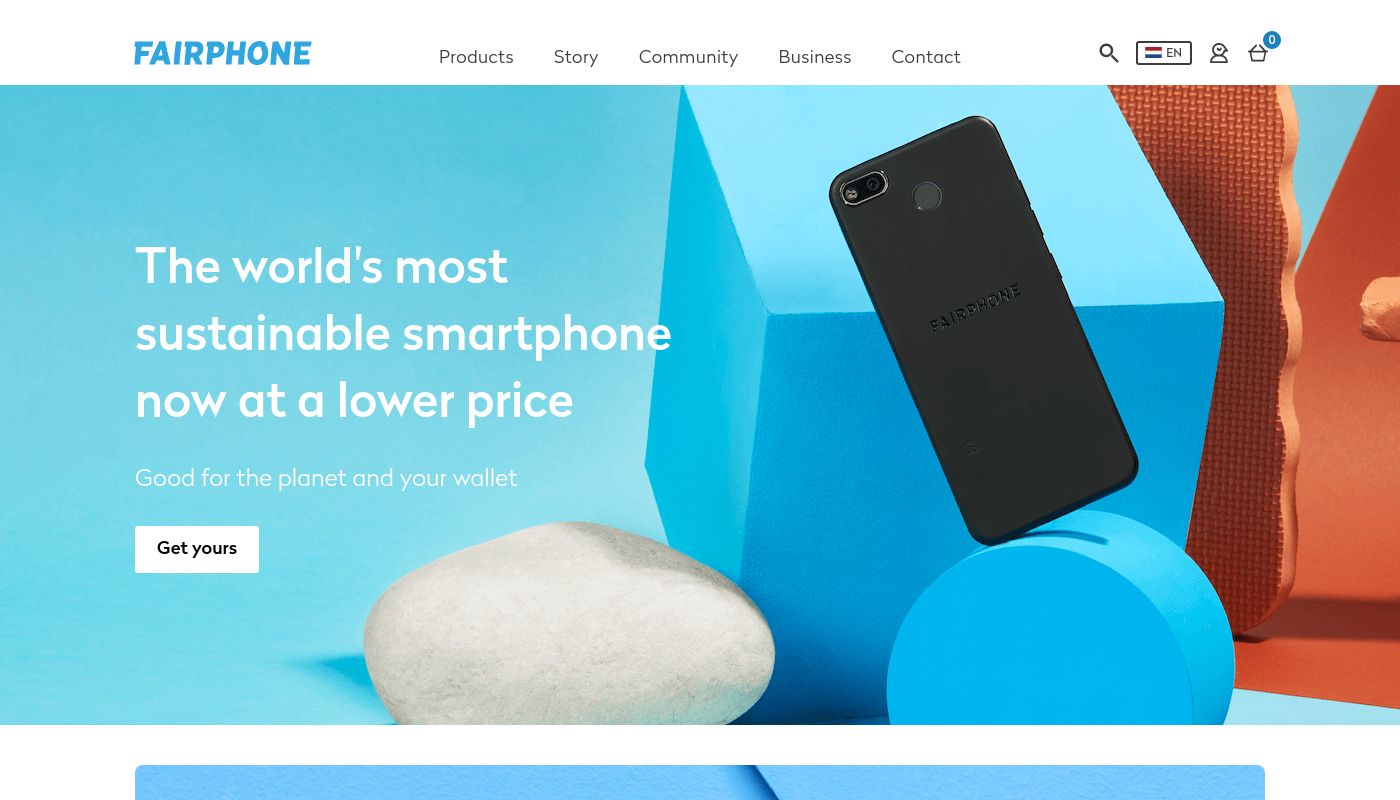 FAIRPHONE
Products Story Community Business Contact
EN
0
The world's most
sustainable smartphone
now at a lower price
Good for the planet and your wallet
Get yours
FAIRPHONE